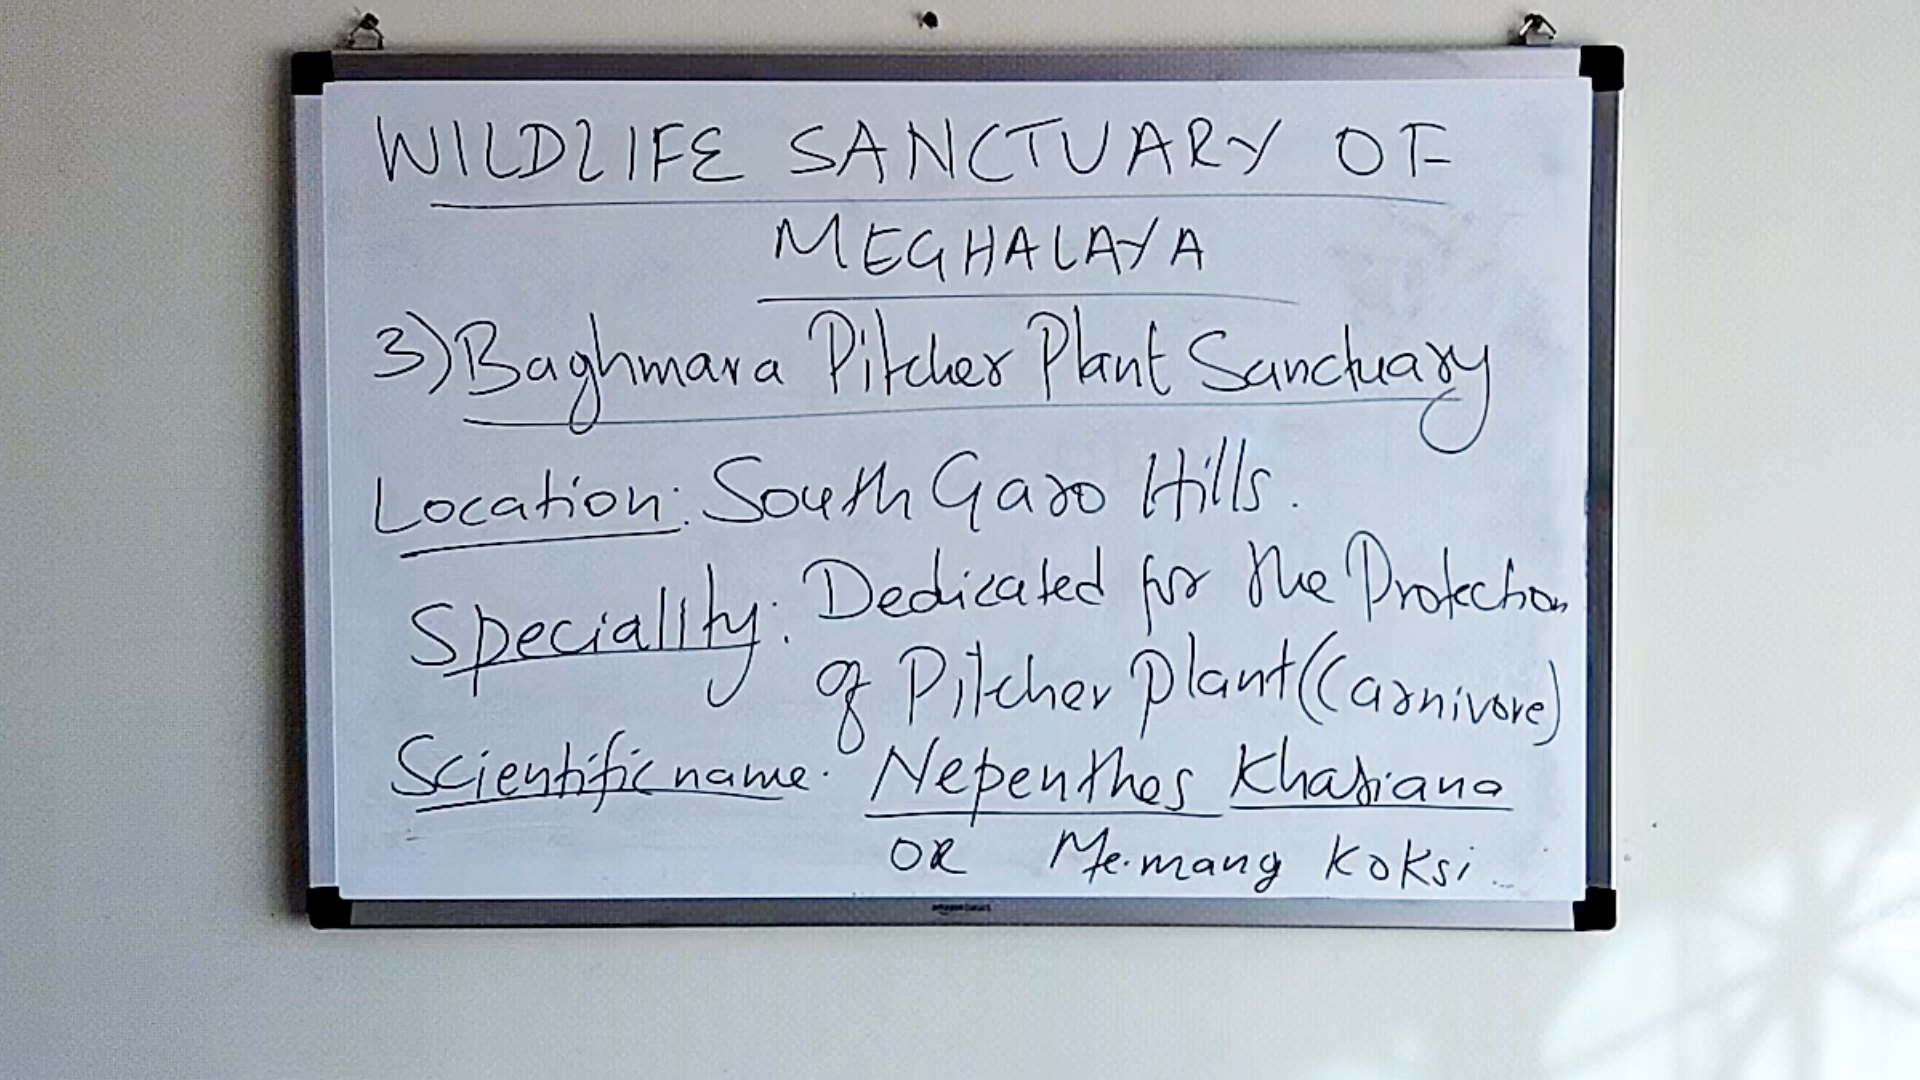 WILDLIFE SANCTUARY OF
MEGHALAYA
3) Baghmara Pitcher Plant Sanctuary
Location: South Garo Hills.
Speciality: Dedicated for the Protection
of Pitcher plant (Carnivore)
Scientific name. Nepenthes Khasiana
OR Me.mang Koksi
amazonbasics